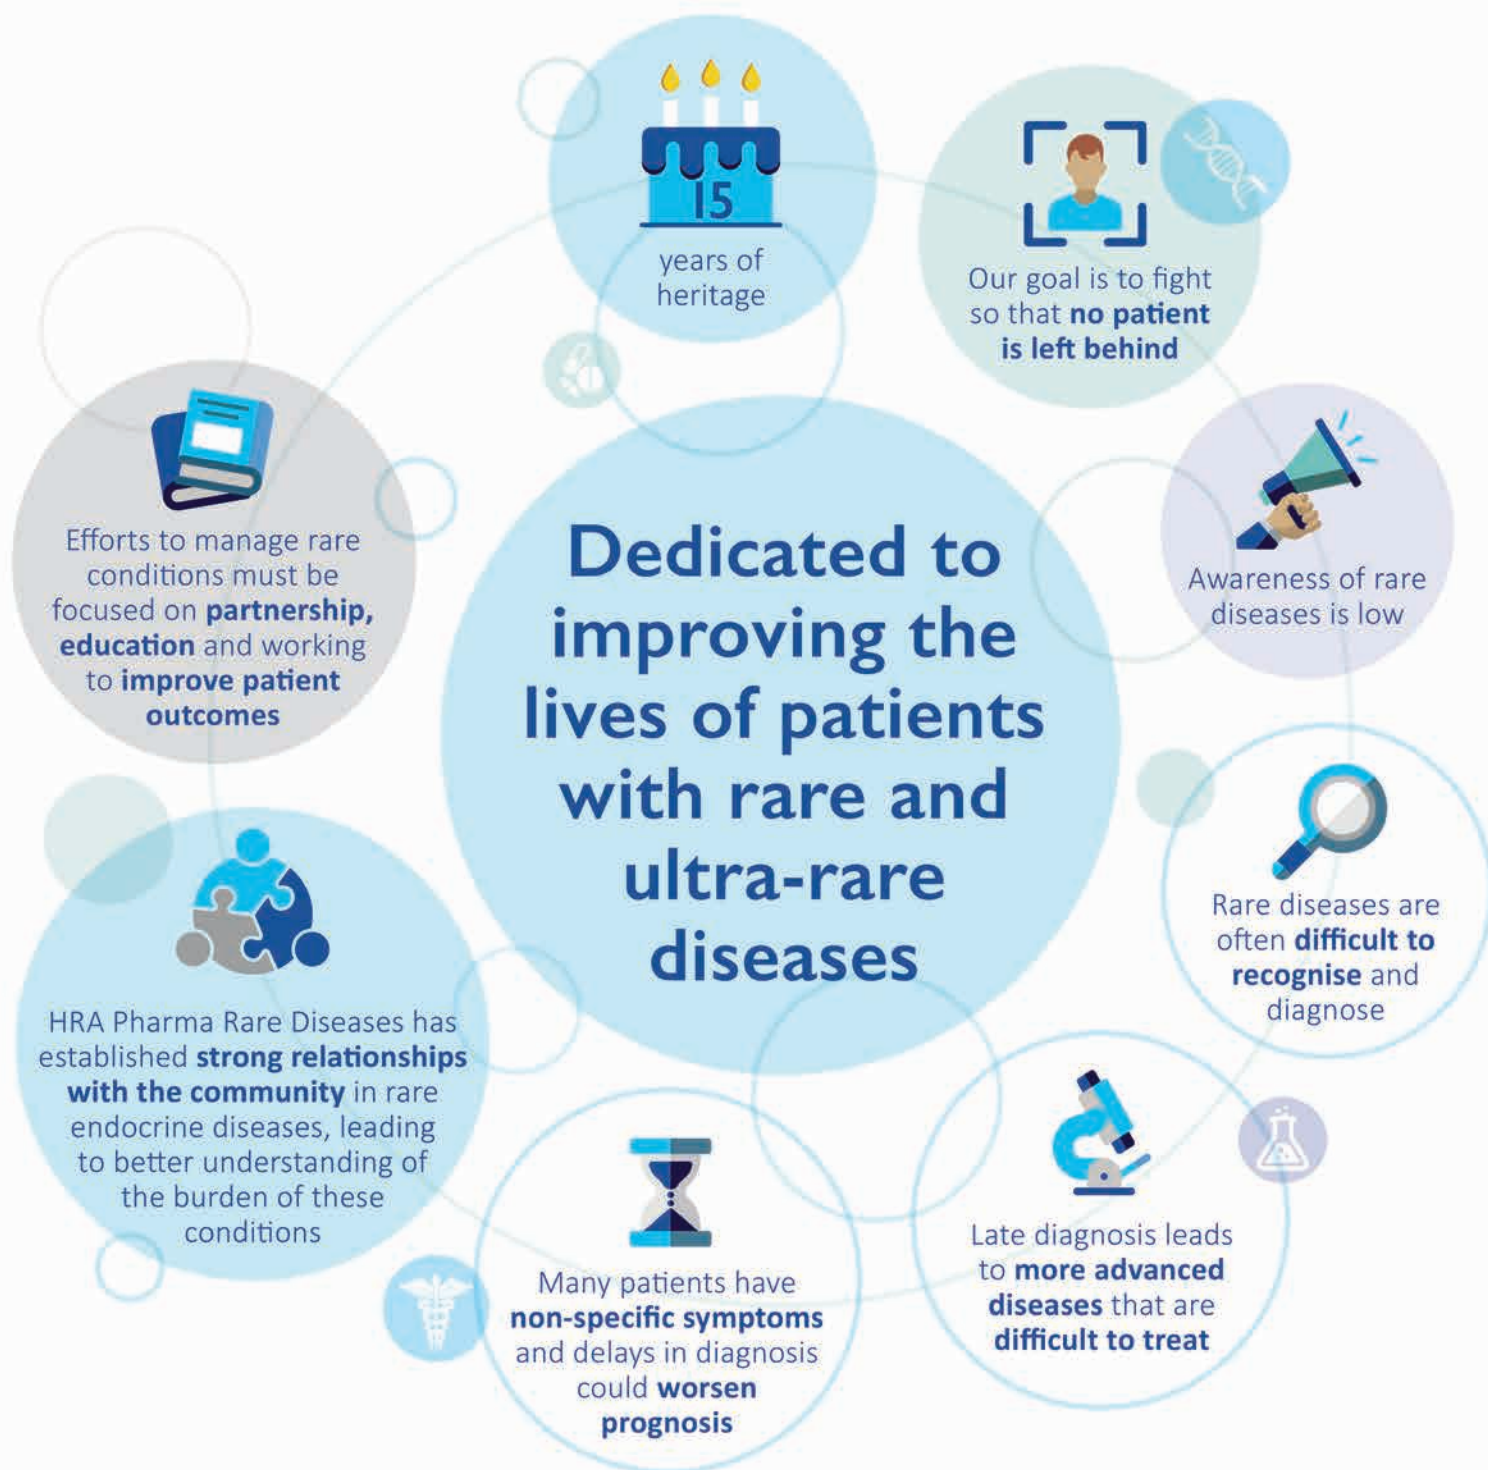 15
years of
heritage
Our goal is to fight
so that no patient
is left behind
Awareness of rare
diseases is low
Rare diseases are
often difficult to
recognise and
diagnose
Late diagnosis leads
to more advanced
diseases that are
difficult to treat
Many patients have
non-specific symptoms
and delays in diagnosis
could worsen
prognosis
HRA Pharma Rare Diseases has
established strong relationships
with the community in rare
endocrine diseases, leading
to better understanding of
the burden of these
conditions
Efforts to manage rare
conditions must be
focused on partnership,
education and working
to improve patient
outcomes
Dedicated to
improving the
lives of patients
with rare and
ultra-rare
diseases